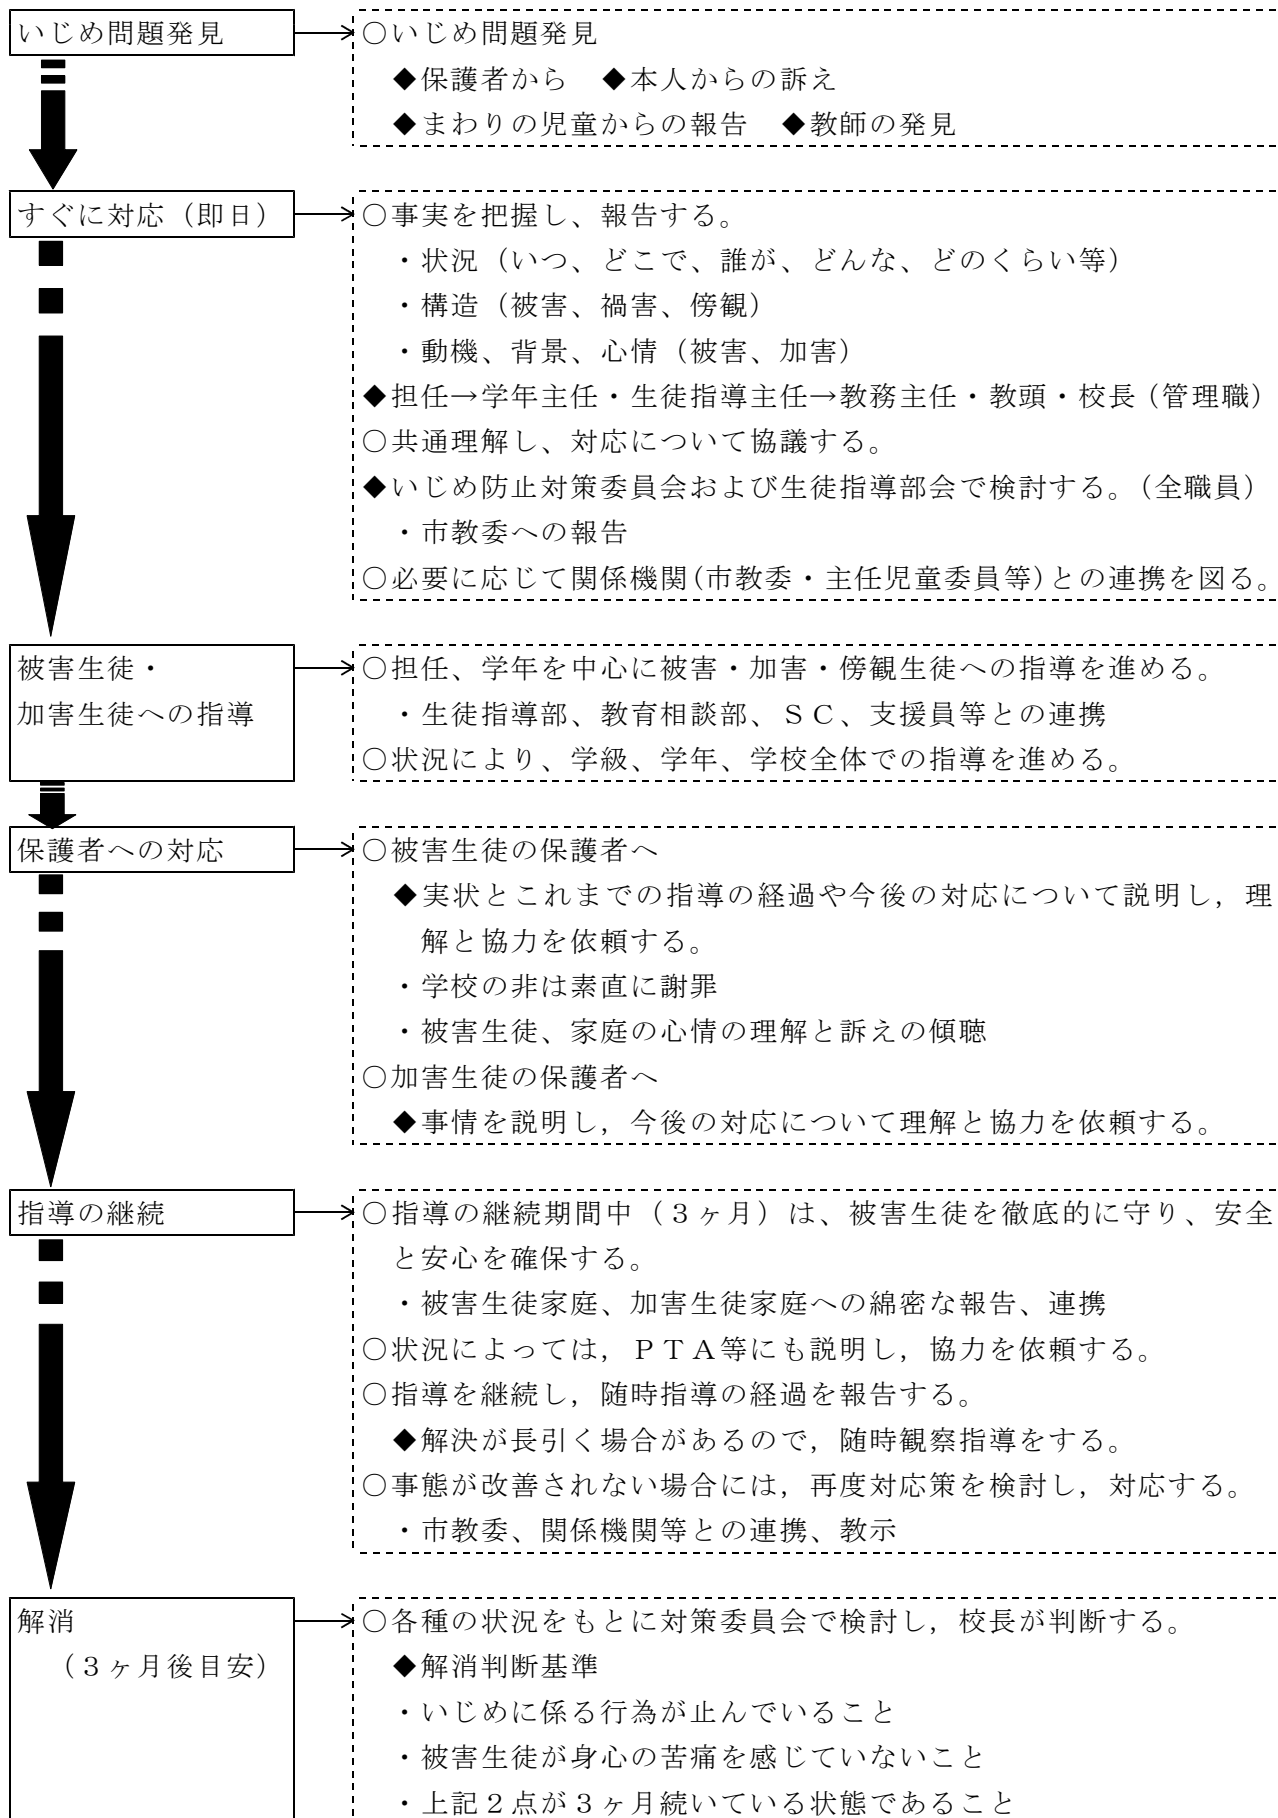 いじめ問題発見
○いじめ問題発見
◆保護者から　◆本人からの訴え
◆まわりの児童からの報告　◆教師の発見
すぐに対応（即日）
○事実を把握し、報告する。
・状況（いつ、どこで、誰が、どんな、どのくらい等）
・構造（被害、禍害、傍観）
・動機、背景、心情（被害、加害）
◆担任→学年主任・生徒指導主任→教務主任・教頭・校長（管理職）
○共通理解し、対応について協議する。
◆いじめ防止対策委員会および生徒指導部会で検討する。（全職員）
・市教委への報告
○必要に応じて関係機関(市教委・主任児童委員等)との連携を図る。
被害生徒・
加害生徒への指導
○担任、学年を中心に被害・加害・傍観生徒への指導を進める。
・生徒指導部、教育相談部、ＳＣ、支援員等との連携
○状況により、学級、学年、学校全体での指導を進める。
保護者への対応
○被害生徒の保護者へ
◆実状とこれまでの指導の経過や今後の対応について説明し，理
解と協力を依頼する。
・学校の非は素直に謝罪
・被害生徒、家庭の心情の理解と訴えの傾聴
○加害生徒の保護者へ
◆事情を説明し，今後の対応について理解と協力を依頼する。
指導の継続
○指導の継続期間中（３ヶ月）は、被害生徒を徹底的に守り、安全
と安心を確保する。
・被害生徒家庭、加害生徒家庭への綿密な報告、連携
○状況によっては，ＰＴＡ等にも説明し，協力を依頼する。
○指導を継続し，随時指導の経過を報告する。
◆解決が長引く場合があるので，随時観察指導をする。
○事態が改善されない場合には，再度対応策を検討し，対応する。
・市教委、関係機関等との連携、教示
解消
（３ヶ月後目安）
○各種の状況をもとに対策委員会で検討し，校長が判断する。
◆解消判断基準
・いじめに係る行為が止んでいること
・被害生徒が身心の苦痛を感じていないこと
・上記２点が３ヶ月続いている状態であること